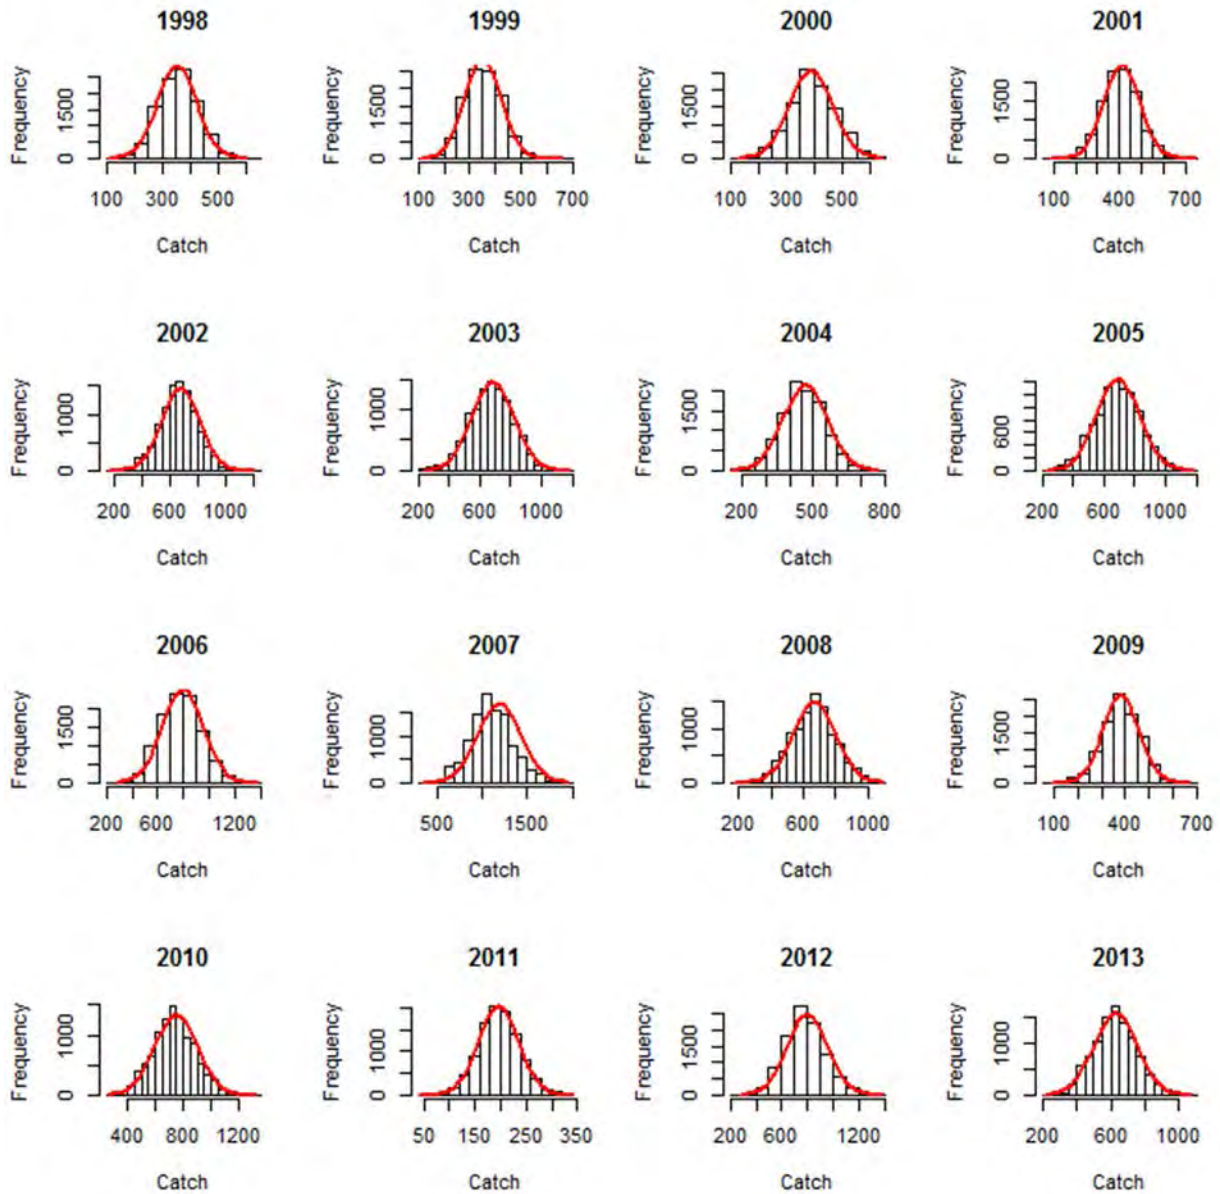 1998 1999 2000 2001
Frequency 0 1500 Frequency 0 1500 Frequency 0 1500 Frequency 0 1500
100 300 500 100 300 500 700 100 300 500 100 400 700
Catch Catch Catch Catch
2002 2003 2004 2005
Frequency 0 1000 Frequency 0 1000 Frequency 0 1500 Frequency 0 600
200 600 1000 200 600 1000 200 500 800 200 600 1000
Catch Catch Catch Catch
2006 2007 2008 2009
Frequency 0 1500 Frequency 0 1000 Frequency 0 1000 Frequency 0 1500
200 600 1200 500 1500 200 600 1000 100 400 700
Catch Catch Catch Catch
2010 2011 2012 2013
Frequency 0 1000 Frequency 0 1000 Frequency 0 1500 Frequency 0 1000
400 800 1200 50 150 250 350 200 600 1200 200 600 1000
Catch Catch Catch Catch